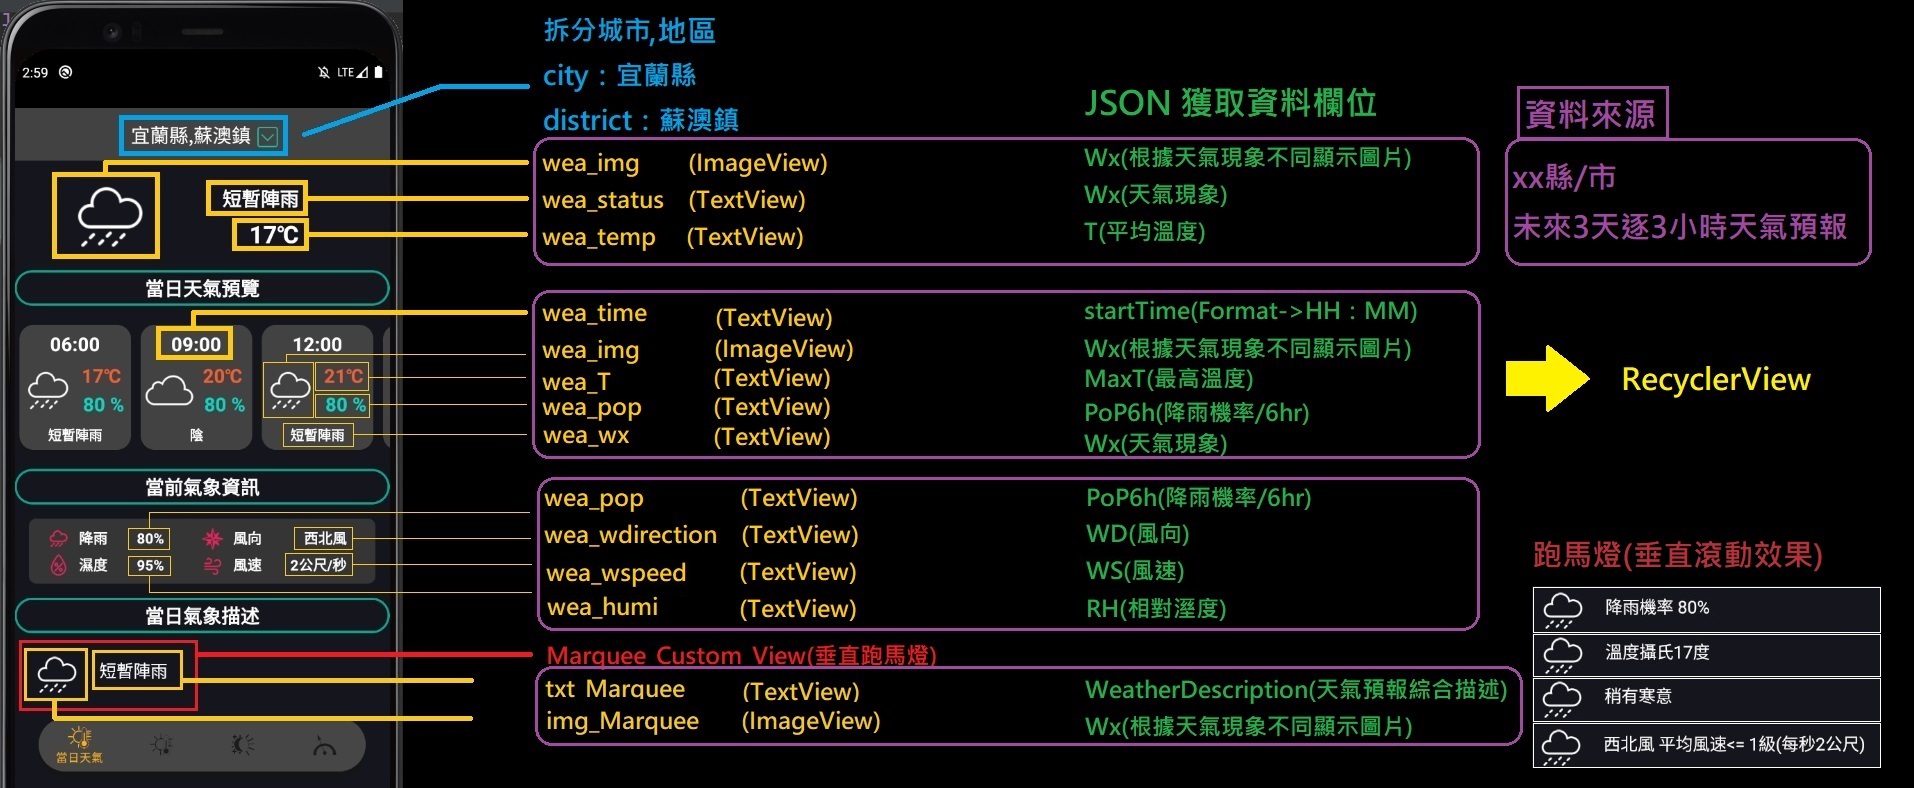 2:59
LTE
宜蘭縣,蘇澳鎮
短暫陣雨
17℃
當日天氣預覽
06:00
17℃
80 %
短暫陣雨
09:00
20℃
80 %
陰
12:00
21℃
80 %
短暫陣雨
當前氣象資訊
降雨 80% 風向 西北風
濕度 95% 風速 2公尺/秒
當日氣象描述
短暫陣雨
當日天氣
拆分城市,地區
city：宜蘭縣
district：蘇澳鎮
JSON 獲取資料欄位
資料來源
wea_img (ImageView) Wx(根據天氣現象不同顯示圖片)
wea_status (TextView) Wx(天氣現象)
wea_temp (TextView) T(平均溫度)
xx縣/市
未來3天逐3小時天氣預報
wea_time (TextView) startTime(Format->HH：MM)
wea_img (ImageView) Wx(根據天氣現象不同顯示圖片)
wea_T (TextView) MaxT(最高溫度)
wea_pop (TextView) PoP6h(降雨機率/6hr)
wea_wx (TextView) Wx(天氣現象)
RecyclerView
wea_pop (TextView) PoP6h(降雨機率/6hr)
wea_wdirection (TextView) WD(風向)
wea_wspeed (TextView) WS(風速)
wea_humi (TextView) RH(相對溼度)
Marquee Custom View(垂直跑馬燈)
txt_Marquee (TextView) WeatherDescription(天氣預報綜合描述)
img_Marquee (ImageView) Wx(根據天氣現象不同顯示圖片)
跑馬燈(垂直滾動效果)
降雨機率 80%
溫度攝氏17度
稍有寒意
西北風 平均風速<= 1級(每秒2公尺)